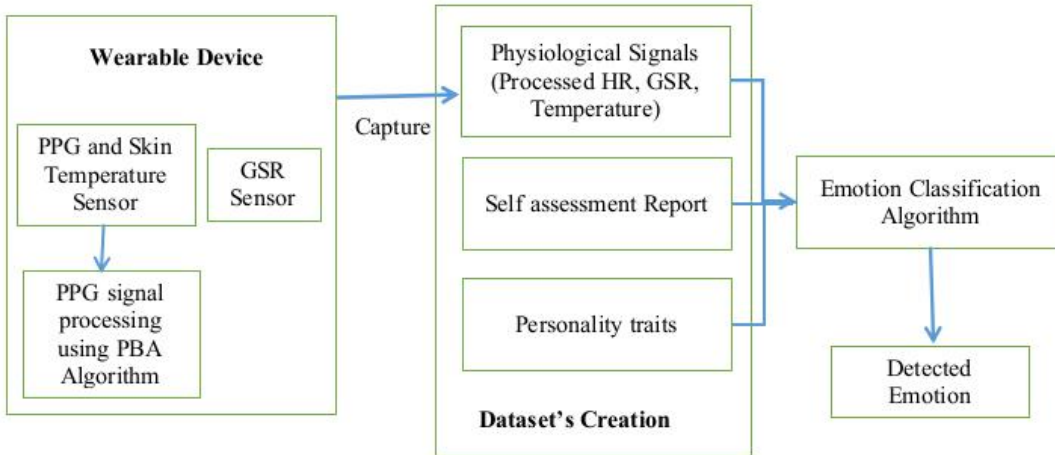 Wearable Device
PPG and Skin
Temperature
Sensor
GSR
Sensor
PPG signal
processing
using PBA
Algorithm
Capture
Physiological Signals
(Processed HR, GSR,
Temperature)
Self assessment Report
Personality traits
Dataset's Creation
Emotion Classification
Algorithm
Detected
Emotion